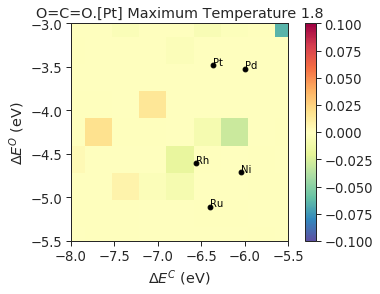 O=C=O.[Pt] Maximum Temperature 1.8
−3.0
−3.5
−4.0
−4.5
−5.0
−5.5
ΔE^O (eV)
Pt
Pd
Rh
Ni
Ru
−8.0 −7.5 −7.0 −6.5 −6.0 −5.5
ΔE^C (eV)
0.100
0.075
0.050
0.025
0.000
−0.025
−0.050
−0.075
−0.100